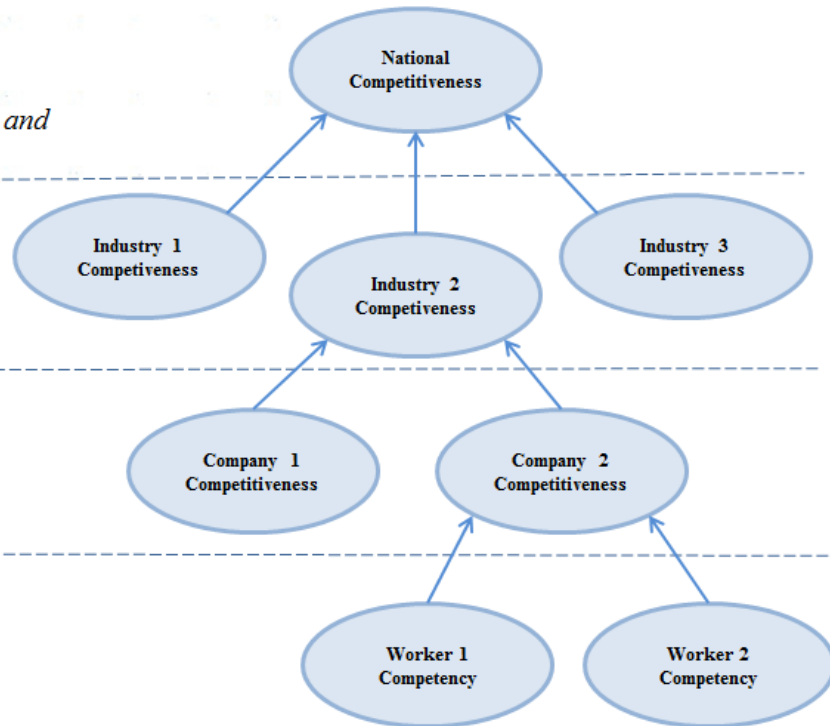 National
Competitiveness
and
Industry 1
Competiveness
Industry 2
Competiveness
Industry 3
Competiveness
Company 1
Competitiveness
Company 2
Competitiveness
Worker 1
Competency
Worker 2
Competency